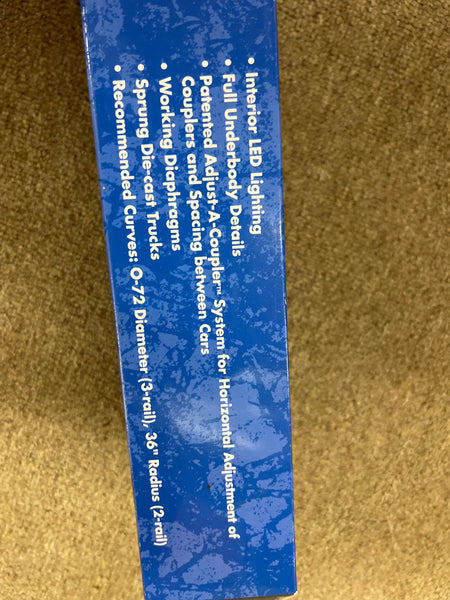 • Interior LED Lighting
• Full Underbody Details
• Patented Adjust-A-Coupler™ System for Horizontal Adjustment of
Couplers and Spacing between Cars
• Working Diaphragms
• Sprung Die-cast Trucks
• Recommended Curves: O-72 Diameter (3-rail), 36" Radius (2-rail)